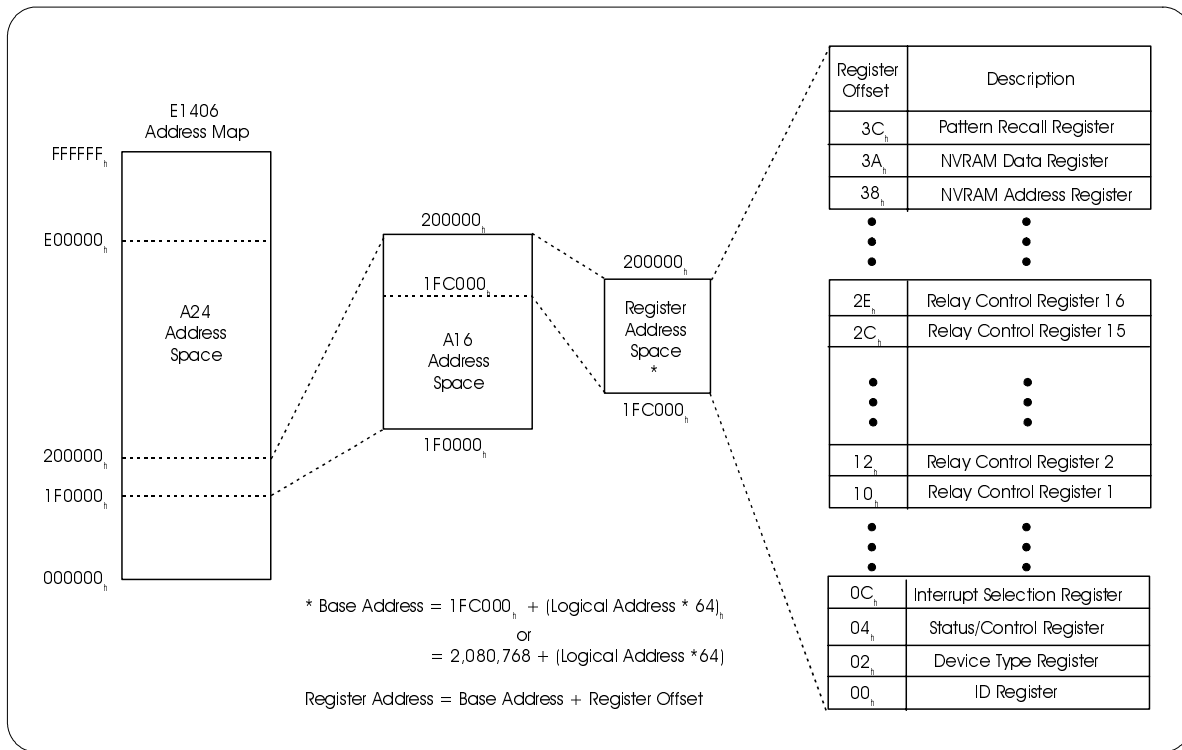 E1406
Address Map
FFFFFFh
E00000h
A24
Address
Space
200000h
1F0000h
000000h
200000h
1FC000h
A16
Address
Space
1F0000h
200000h
Register
Address
Space
*
1FC000h
* Base Address = 1FC000h + (Logical Address * 64)h
or
= 2,080,768 + (Logical Address *64)
Register Address = Base Address + Register Offset
Register
Offset
Description
3Ch Pattern Recall Register
3Ah NVRAM Data Register
38h NVRAM Address Register
2Eh Relay Control Register 16
2Ch Relay Control Register 15
12h Relay Control Register 2
10h Relay Control Register 1
0Ch Interrupt Selection Register
04h Status/Control Register
02h Device Type Register
00h ID Register